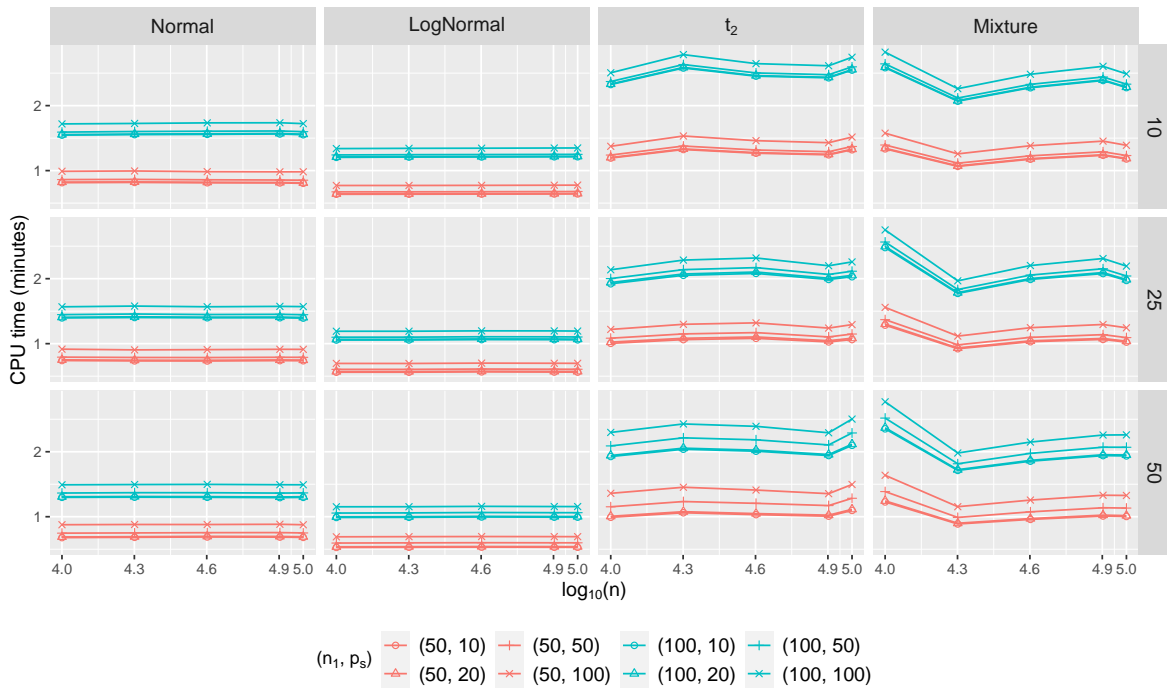 Normal LogNormal t₂ Mixture
2
1
10
2
1
25
2
1
50
CPU time (minutes)
4.0 4.3 4.6 4.9 5.0 4.0 4.3 4.6 4.9 5.0 4.0 4.3 4.6 4.9 5.0 4.0 4.3 4.6 4.9 5.0
log₁₀(n)
(n₁, pₛ)
(50, 10) (50, 50) (100, 10) (100, 50)
(50, 20) (50, 100) (100, 20) (100, 100)